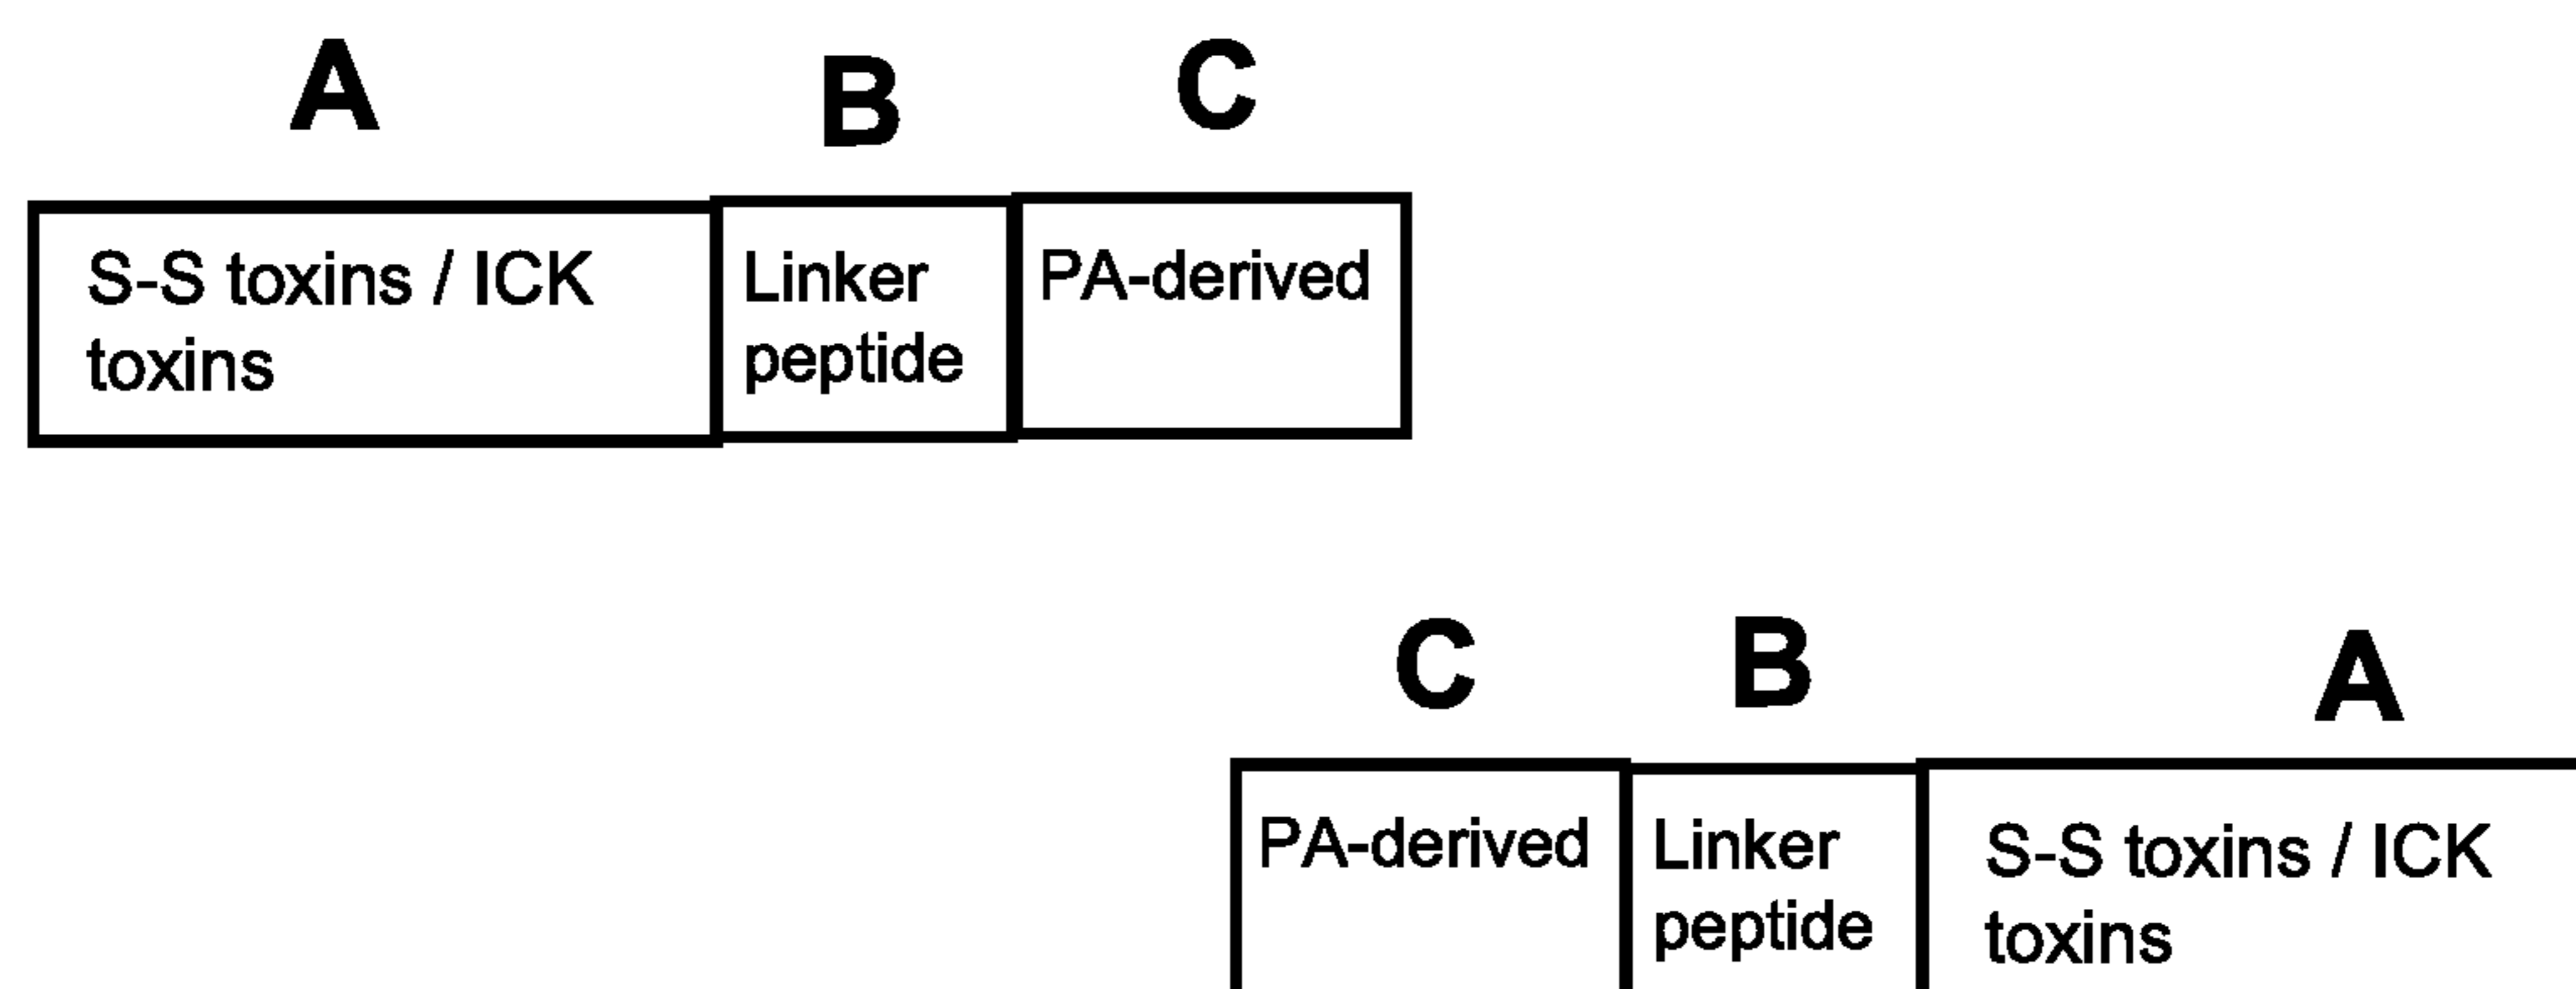 A B C
S-S toxins / ICK
toxins
Linker
peptide
PA-derived
C B A
PA-derived
Linker
peptide
S-S toxins / ICK
toxins